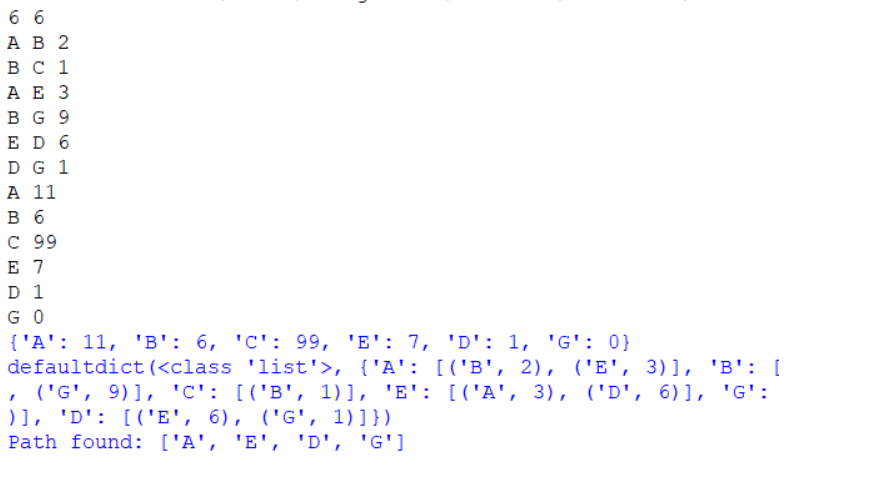 6 6
A B 2
B C 1
A E 3
B G 9
E D 6
D G 1
A 11
B 6
C 99
E 7
D 1
G 0
{'A': 11, 'B': 6, 'C': 99, 'E': 7, 'D': 1, 'G': 0}
defaultdict(<class 'list'>, {'A': [('B', 2), ('E', 3)], 'B': [
, ('G', 9)], 'C': [('B', 1)], 'E': [('A', 3), ('D', 6)], 'G':
)], 'D': [('E', 6), ('G', 1)]})
Path found: ['A', 'E', 'D', 'G']